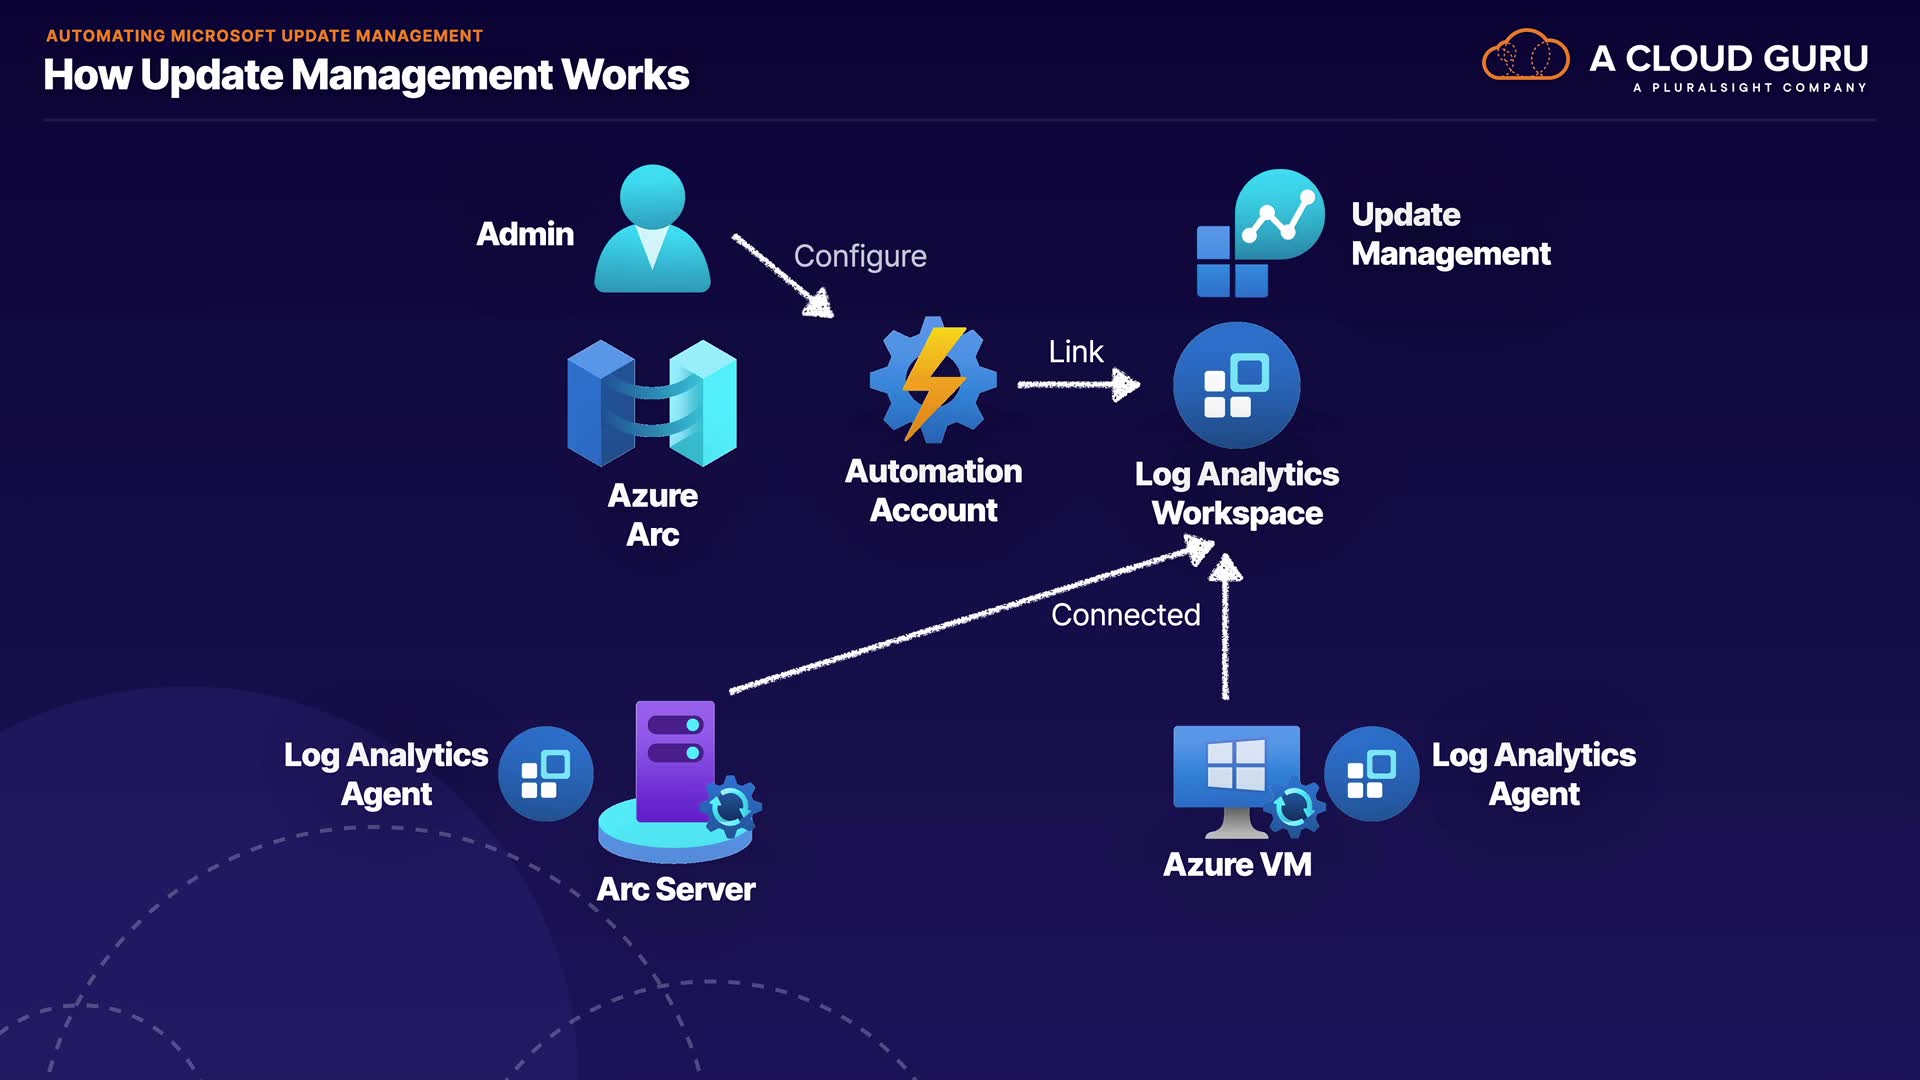 AUTOMATING MICROSOFT UPDATE MANAGEMENT
How Update Management Works
A CLOUD GURU
A PLURALSIGHT COMPANY
Admin
Configure
Update
Management
Link
Azure
Arc
Automation
Account
Log Analytics
Workspace
Connected
Log Analytics
Agent
Arc Server
Azure VM
Log Analytics
Agent